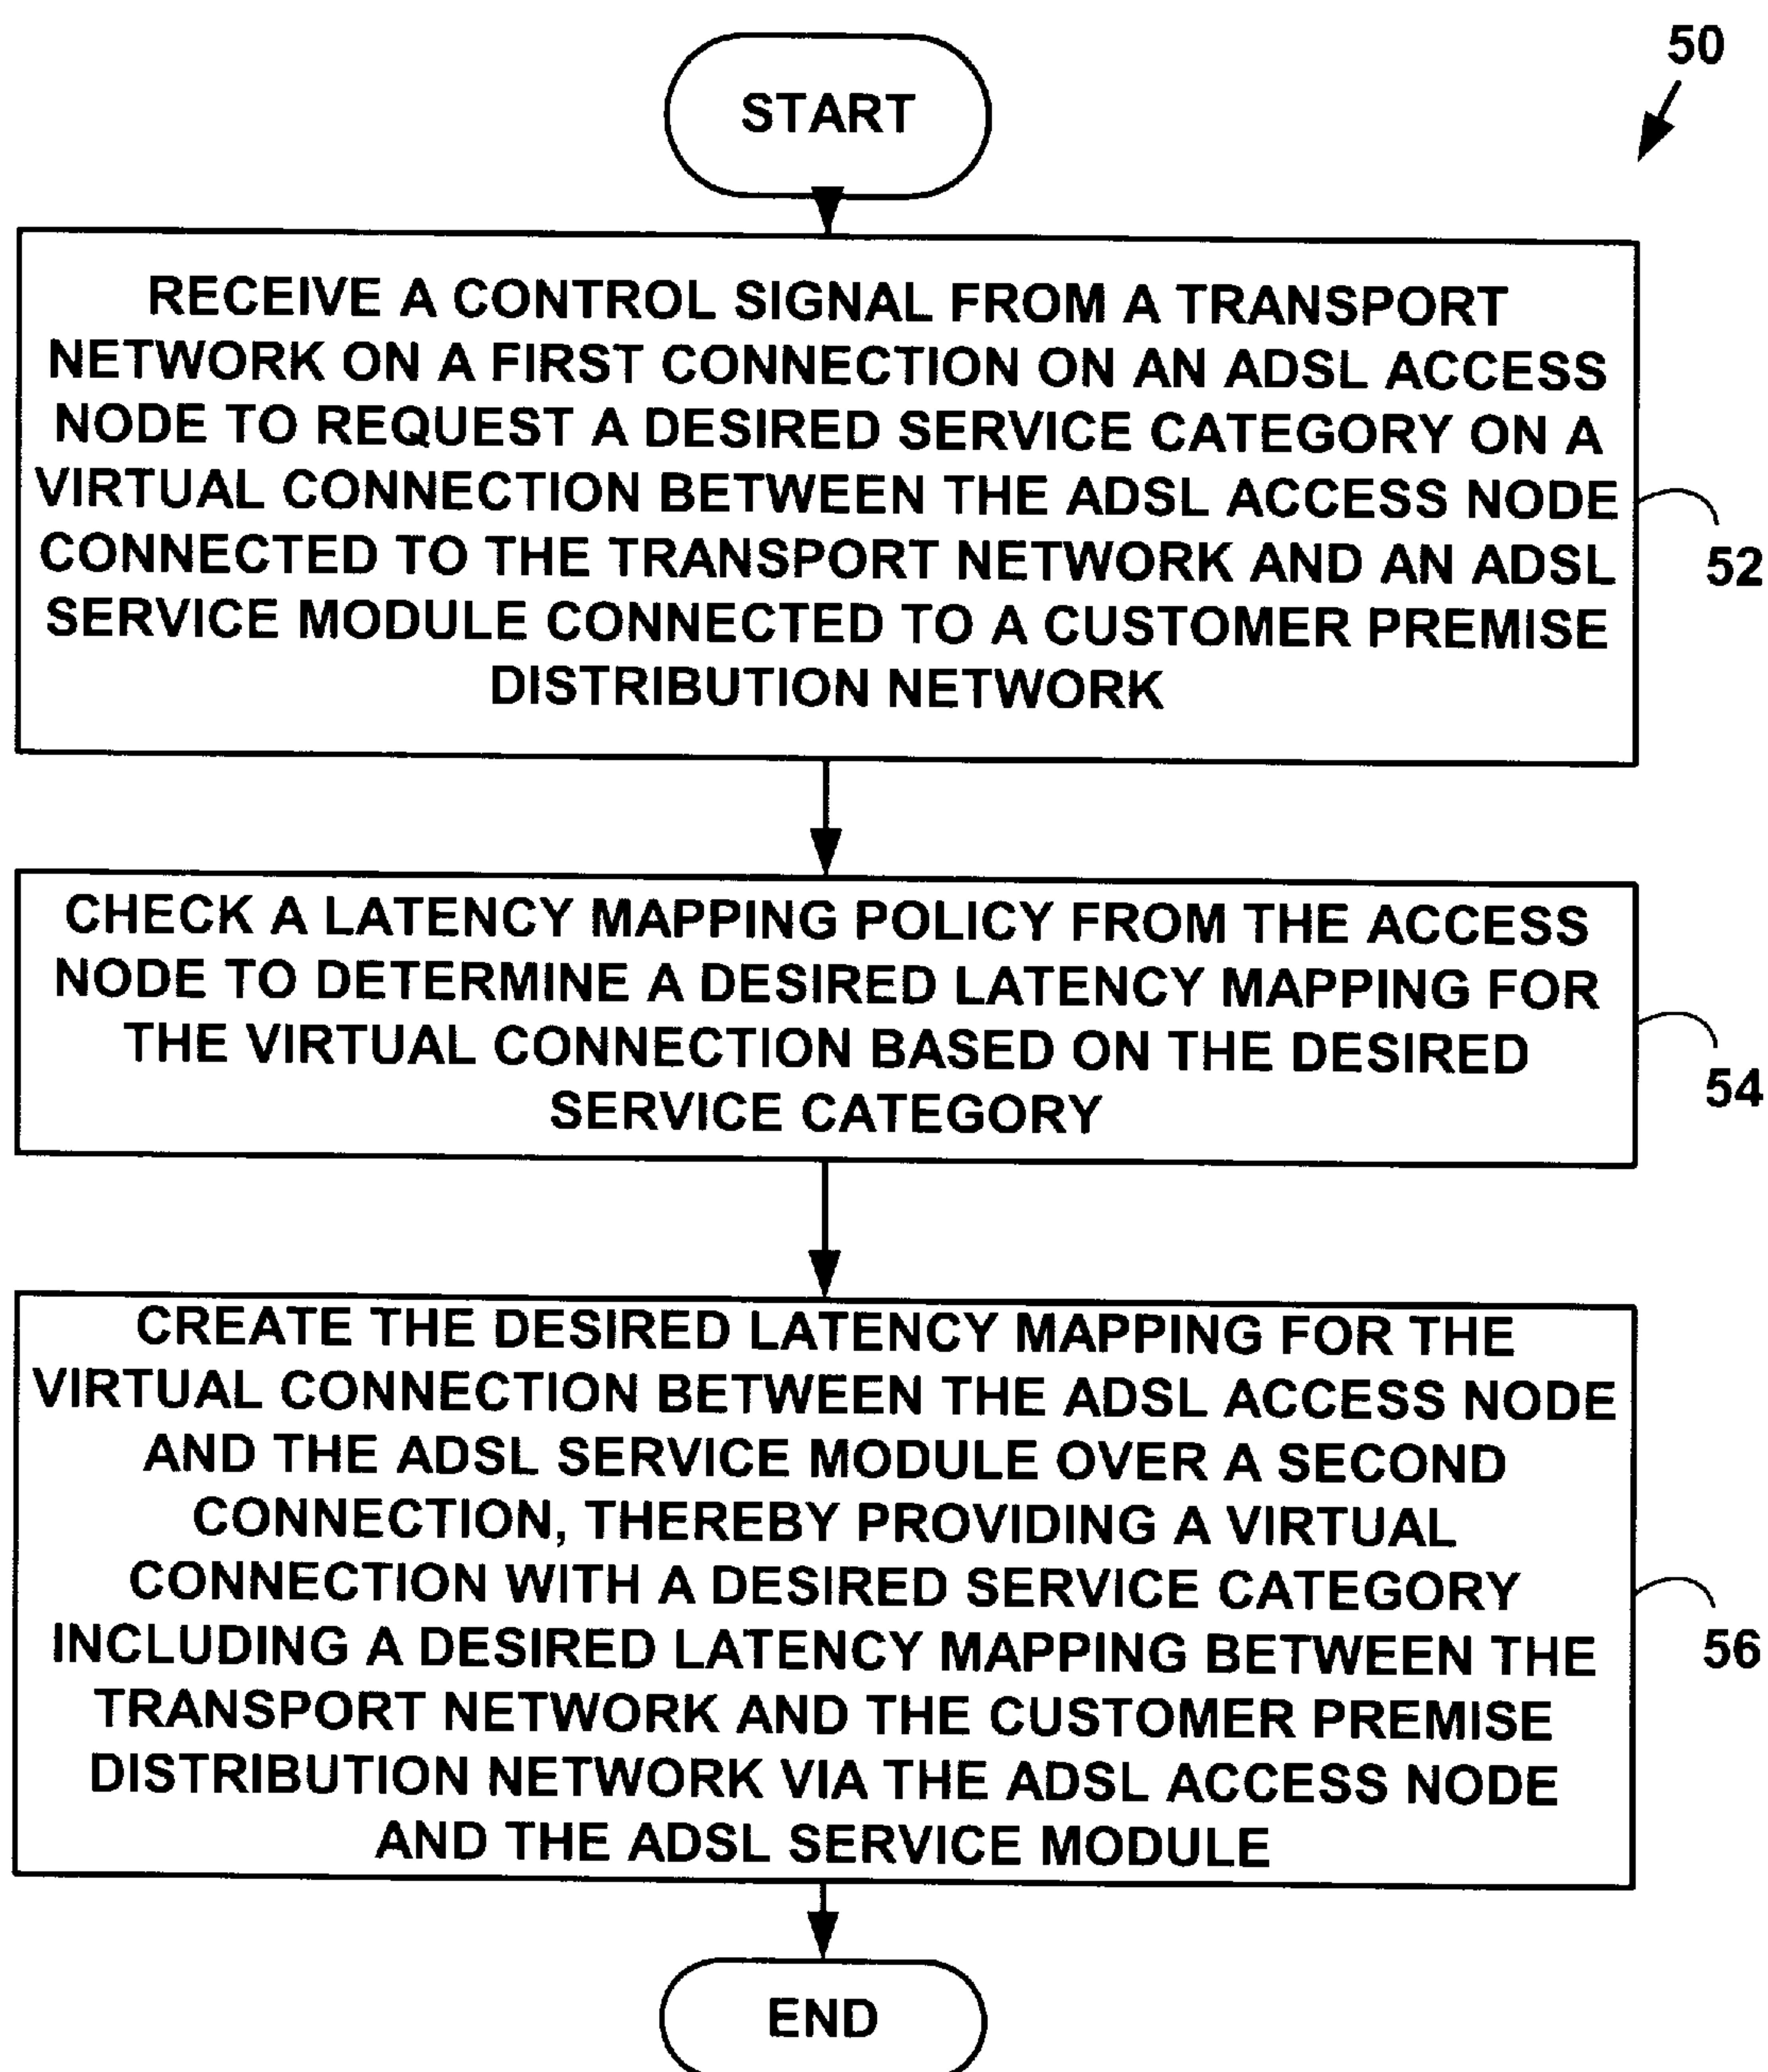 50
START
RECEIVE A CONTROL SIGNAL FROM A TRANSPORT
NETWORK ON A FIRST CONNECTION ON AN ADSL ACCESS
NODE TO REQUEST A DESIRED SERVICE CATEGORY ON A
VIRTUAL CONNECTION BETWEEN THE ADSL ACCESS NODE
CONNECTED TO THE TRANSPORT NETWORK AND AN ADSL
SERVICE MODULE CONNECTED TO A CUSTOMER PREMISE
DISTRIBUTION NETWORK
52
CHECK A LATENCY MAPPING POLICY FROM THE ACCESS
NODE TO DETERMINE A DESIRED LATENCY MAPPING FOR
THE VIRTUAL CONNECTION BASED ON THE DESIRED
SERVICE CATEGORY
54
CREATE THE DESIRED LATENCY MAPPING FOR THE
VIRTUAL CONNECTION BETWEEN THE ADSL ACCESS NODE
AND THE ADSL SERVICE MODULE OVER A SECOND
CONNECTION, THEREBY PROVIDING A VIRTUAL
CONNECTION WITH A DESIRED SERVICE CATEGORY
INCLUDING A DESIRED LATENCY MAPPING BETWEEN THE
TRANSPORT NETWORK AND THE CUSTOMER PREMISE
DISTRIBUTION NETWORK VIA THE ADSL ACCESS NODE
AND THE ADSL SERVICE MODULE
56
END